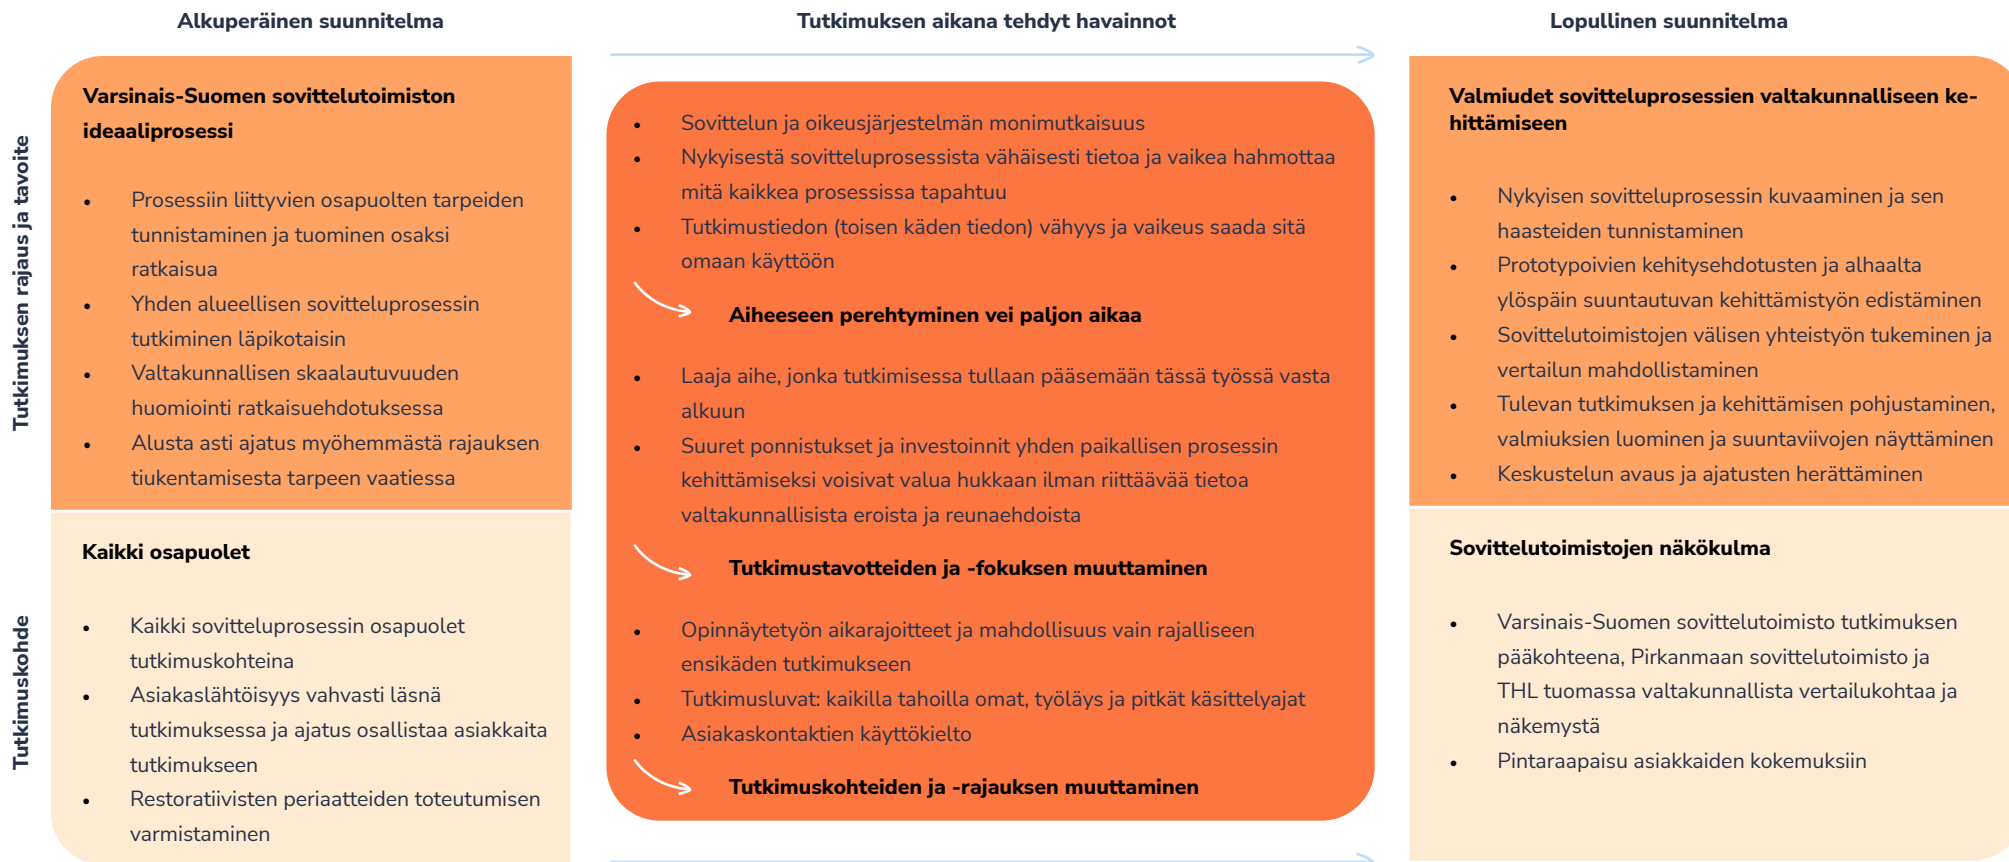 Alkuperäinen suunnitelma
Tutkimuksen aikana tehdyt havainnot
Lopullinen suunnitelma
Tutkimuksen rajaus ja tavoite
Varsinais-Suomen sovittelutoimiston
ideaaliprosessi
• Prosessiin liittyvien osapuolten tarpeiden
tunnistaminen ja tuominen osaksi
ratkaisua
• Yhden alueellisen sovitteluprosessin
tutkiminen läpikotaisin
• Valtakunnallisen skaalautuvuuden
huomiointi ratkaisuehdotuksessa
• Alusta asti ajatus myöhemmästä rajauksen
tiukentamisesta tarpeen vaatiessa
Tutkimuskohde
Kaikki osapuolet
• Kaikki sovitteluprosessin osapuolet
tutkimuskohteina
• Asiakaslähtöisyys vahvasti läsnä
tutkimuksessa ja ajatus osallistaa asiakkaita
tutkimukseen
• Restoratiivisten periaatteiden toteutumisen
varmistaminen
• Sovittelun ja oikeusjärjestelmän monimutkaisuus
• Nykyisestä sovitteluprosessista vähäisesti tietoa ja vaikea hahmottaa
mitä kaikkea prosessissa tapahtuu
• Tutkimustiedon (toisen käden tiedon) vähyys ja vaikeus saada sitä
omaan käyttöön
Aiheeseen perehtyminen vei paljon aikaa
• Laaja aihe, jonka tutkimisessa tullaan pääsemään tässä työssä vasta
alkuun
• Suuret ponnistukset ja investoinnit yhden paikallisen prosessin
kehittämiseksi voisivat valua hukkaan ilman riittäävää tietoa
valtakunnallisista eroista ja reunaehdoista
Tutkimustavotteiden ja -fokuksen muuttaminen
• Opinnäytetyön aikarajoitteet ja mahdollisuus vain rajalliseen
ensikäden tutkimukseen
• Tutkimusluvat: kaikilla tahoilla omat, työläys ja pitkät käsittelyajat
• Asiakaskontaktien käyttökielto
Tutkimuskohteiden ja -rajauksen muuttaminen
Valmiudet sovitteluprosessien valtakunnalliseen ke-
hittämiseen
• Nykyisen sovitteluprosessin kuvaaminen ja sen
haasteiden tunnistaminen
• Prototypoivien kehitysehdotusten ja alhaalta
ylöspäin suuntautuvan kehittämistyön edistäminen
• Sovittelutoimistojen välisen yhteistyön tukeminen ja
vertailun mahdollistaminen
• Tulevan tutkimuksen ja kehittämisen pohjustaminen,
valmiuksien luominen ja suuntaviivojen näyttäminen
• Keskustelun avaus ja ajatusten herättäminen
Sovittelutoimistojen näkökulma
• Varsinais-Suomen sovittelutoimisto tutkimuksen
pääkohteena, Pirkanmaan sovittelutoimisto ja
THL tuomassa valtakunnallista vertailukohtaa ja
näkemystä
• Pintaraapaisu asiakkaiden kokemuksiin